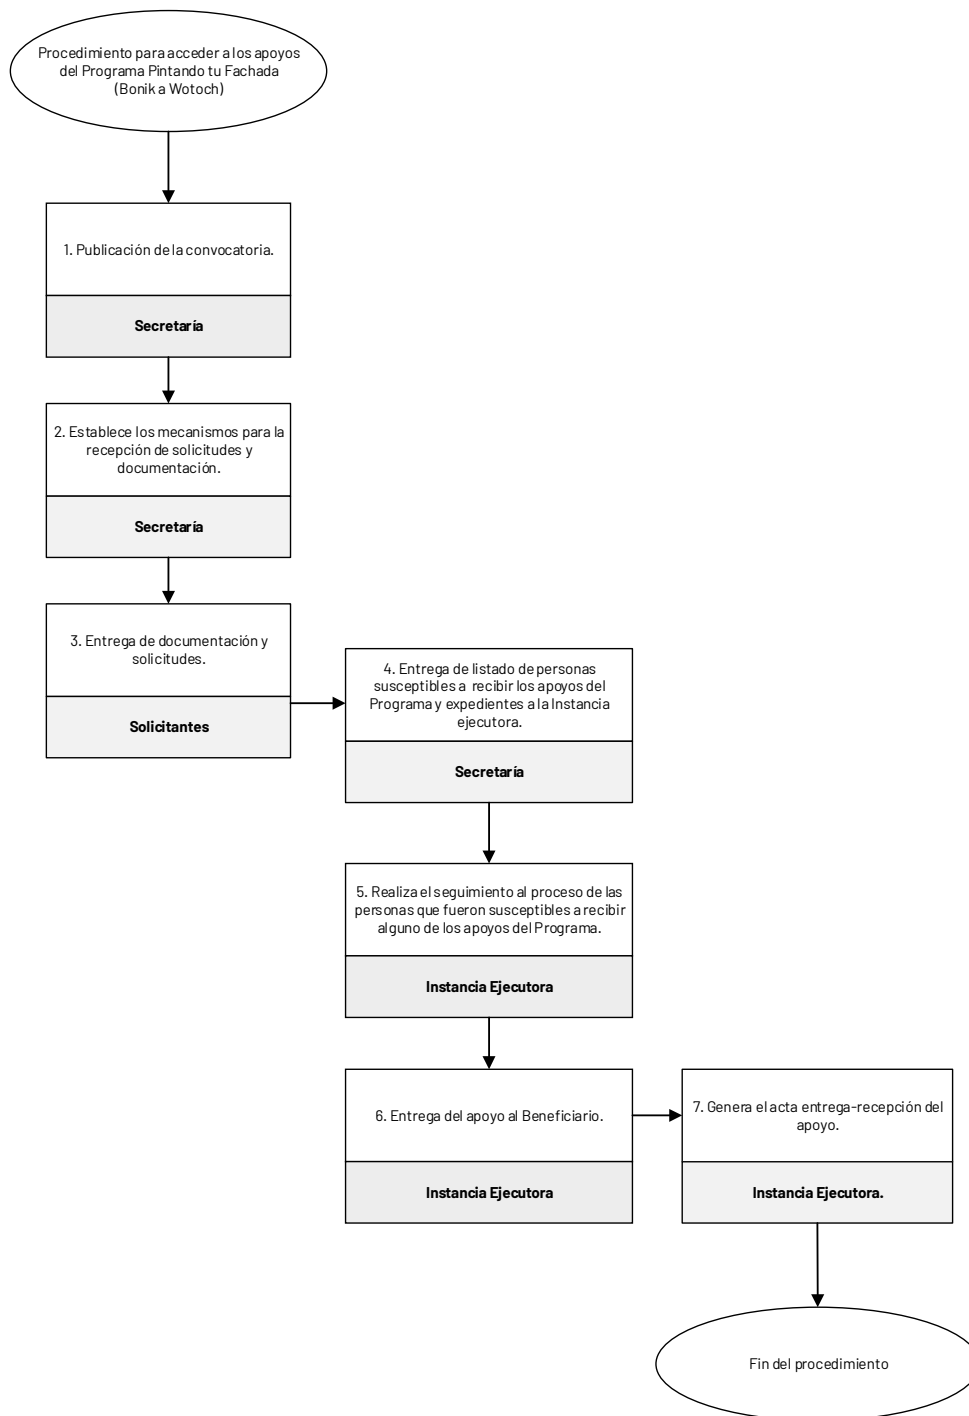 Procedimiento para acceder a los apoyos
del Programa Pintando tu Fachada
(Bonik a Wotoch)
1. Publicación de la convocatoria.
Secretaría
2. Establece los mecanismos para la
recepción de solicitudes y
documentación.
Secretaría
3. Entrega de documentación y
solicitudes.
Solicitantes
4. Entrega de listado de personas
susceptibles a recibir los apoyos del
Programa y expedientes a la Instancia
ejecutora.
Secretaría
5. Realiza el seguimiento al proceso de las
personas que fueron susceptibles a recibir
alguno de los apoyos del Programa.
Instancia Ejecutora
6. Entrega del apoyo al Beneficiario.
Instancia Ejecutora
7. Genera el acta entrega-recepción del
apoyo.
Instancia Ejecutora.
Fin del procedimiento